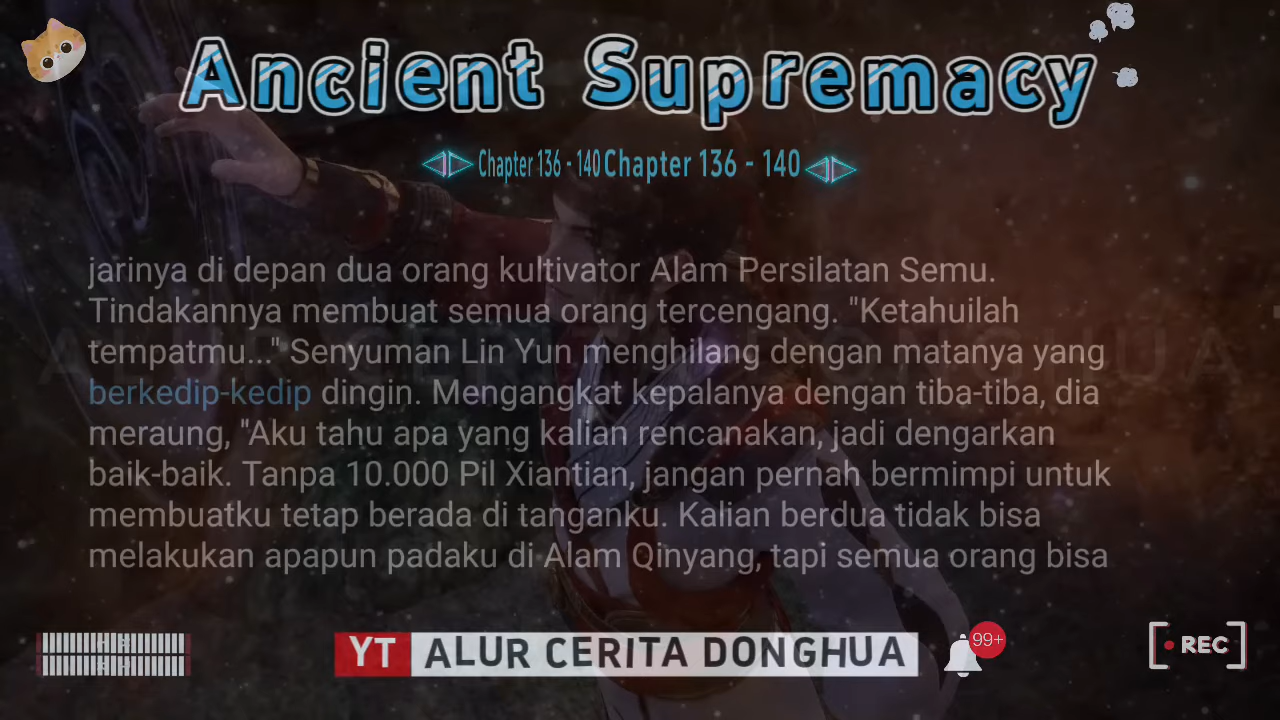 Ancient Supremacy
Chapter 136 - 140 Chapter 136 - 140
jarinya di depan dua orang kultivator Alam Persilatan Semu.
Tindakannya membuat semua orang tercengang. "Ketahuilah
tempatmu..." Senyuman Lin Yun menghilang dengan matanya yang
berkedip-kedip dingin. Mengangkat kepalanya dengan tiba-tiba, dia
meraung, "Aku tahu apa yang kalian rencanakan, jadi dengarkan
baik-baik. Tanpa 10.000 Pil Xiantian, jangan pernah bermimpi untuk
membuatku tetap berada di tanganku. Kalian berdua tidak bisa
melakukan apapun padaku di Alam Qinyang, tapi semua orang bisa
YT ALUR CERITA DONGHUA
99+
REC